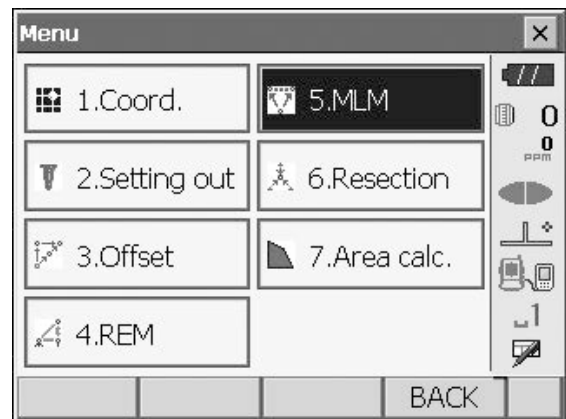 Menu
1.Coord.
5.MLM
2.Setting out
6.Resection
3.Offset
7.Area calc.
4.REM
0
0
PPM
1
BACK